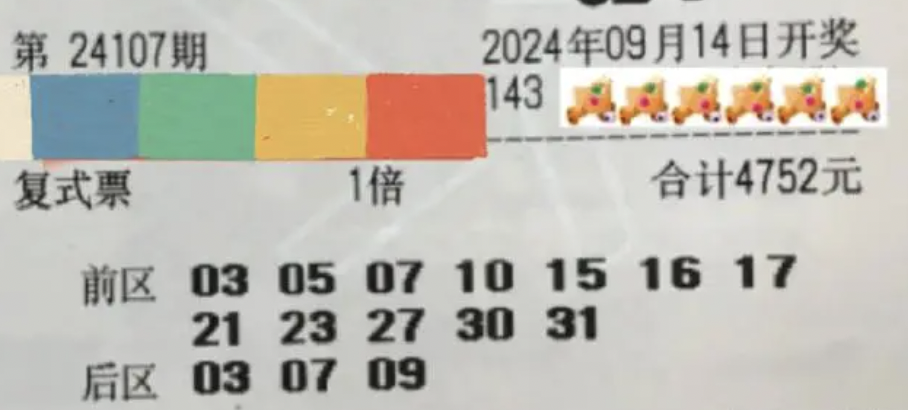 第 24107期
2024年09月14日开奖
143
复式票 1倍 合计4752元
前区 03 05 07 10 15 16 17
21 23 27 30 31
后区 03 07 09